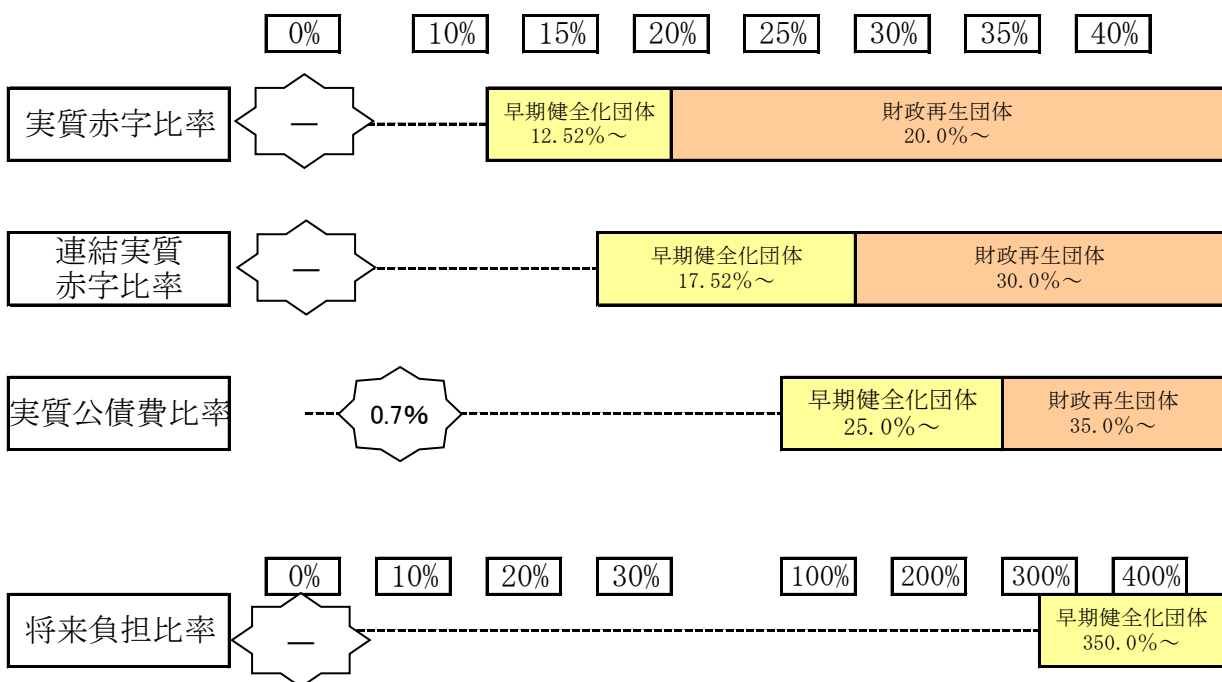 0% 10% 15% 20% 25% 30% 35% 40%
実質赤字比率
―
早期健全化団体
12.52%～
財政再生団体
20.0%～
連結実質
赤字比率
―
早期健全化団体
17.52%～
財政再生団体
30.0%～
実質公債費比率
0.7%
早期健全化団体
25.0%～
財政再生団体
35.0%～
0% 10% 20% 30% 100% 200% 300% 400%
将来負担比率
―
早期健全化団体
350.0%～